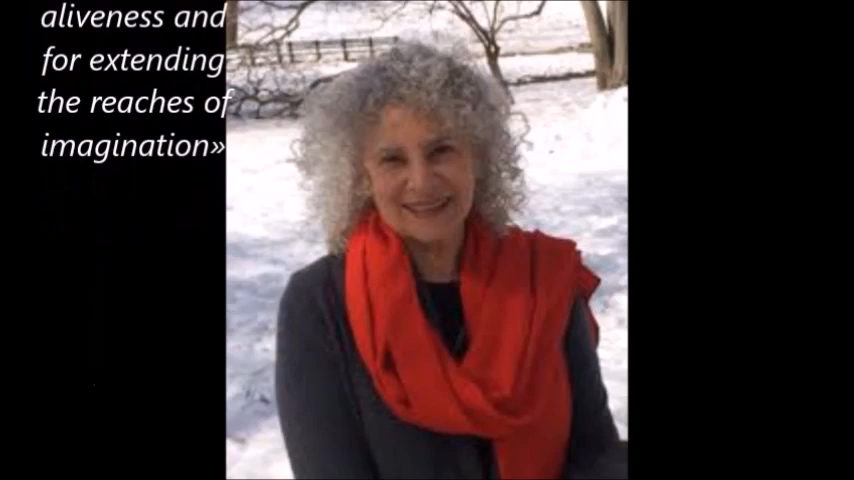 aliveness and
for extending
the reaches of
imagination»